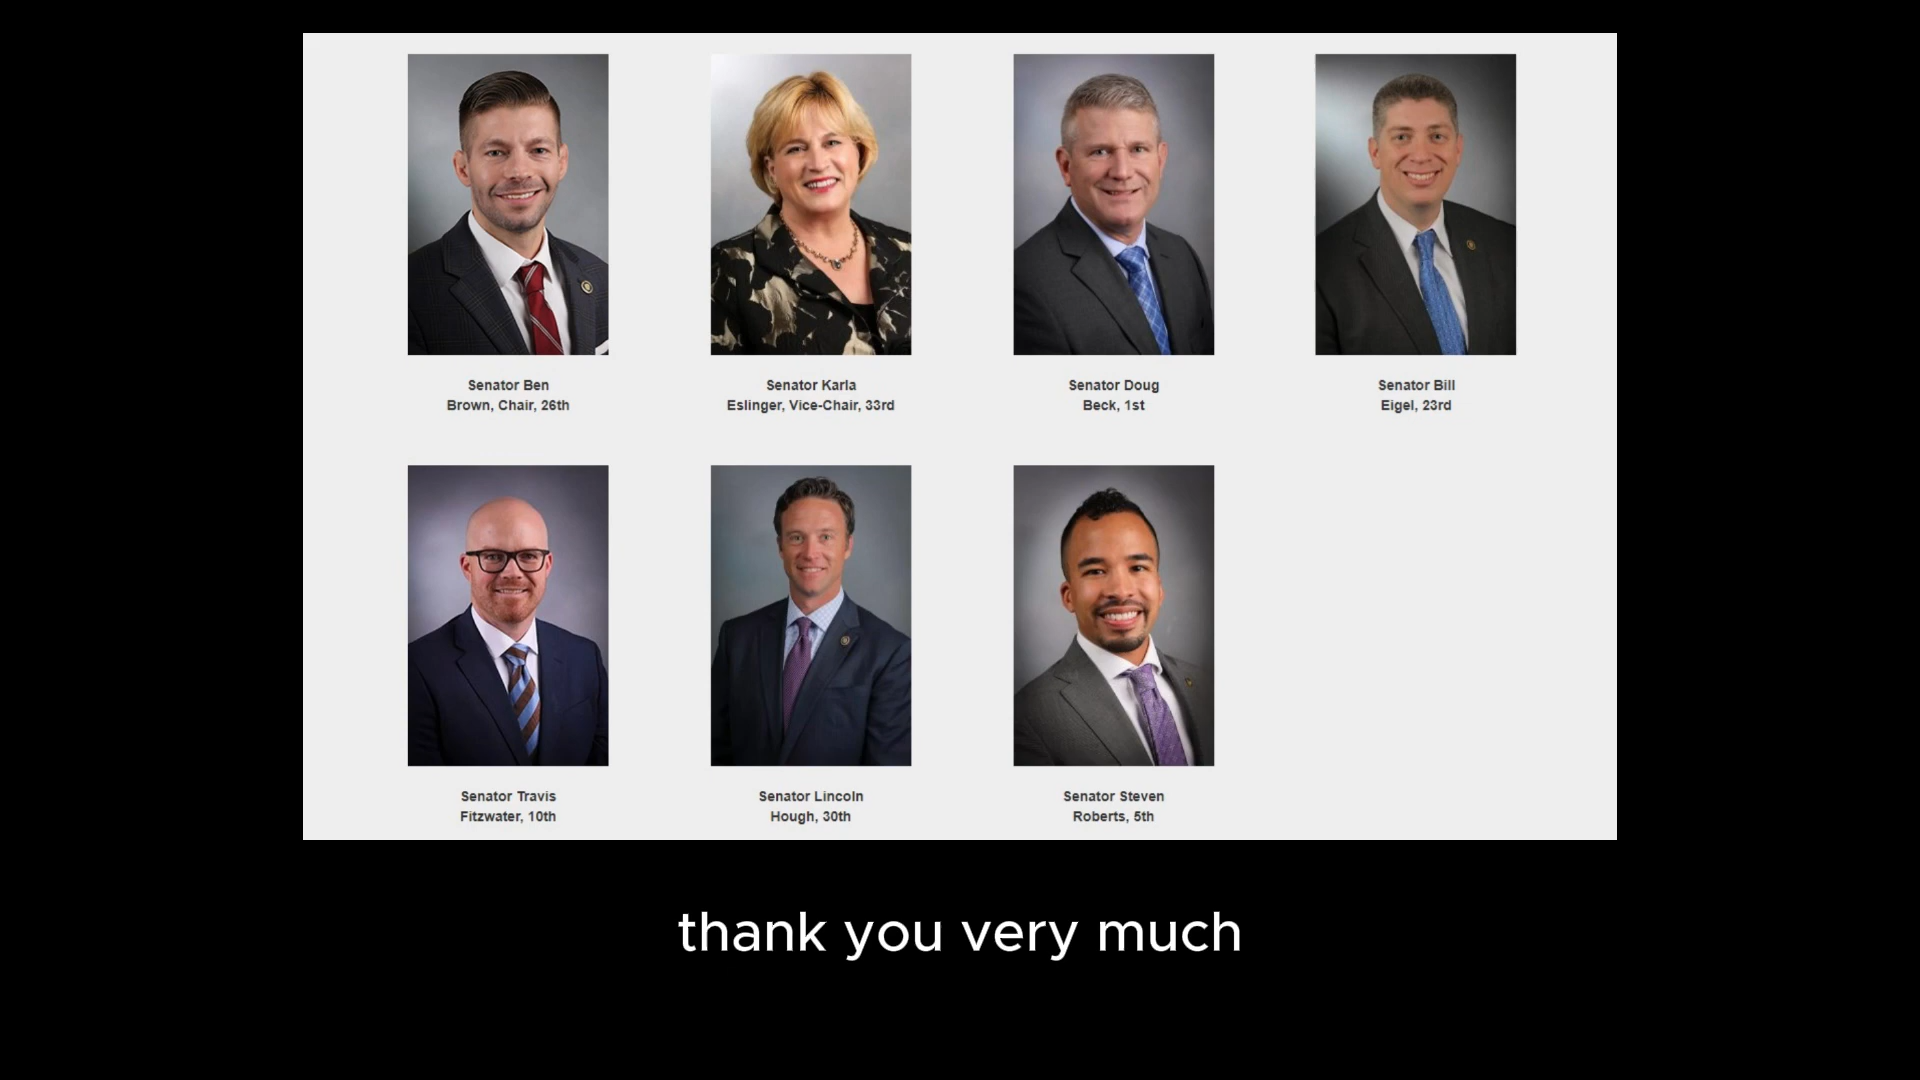 Senator Ben
Brown, Chair, 26th
Senator Karla
Eslinger, Vice-Chair, 33rd
Senator Doug
Beck, 1st
Senator Bill
Eigel, 23rd
Senator Travis
Fitzwater, 10th
Senator Lincoln
Hough, 30th
Senator Steven
Roberts, 5th
thank you very much